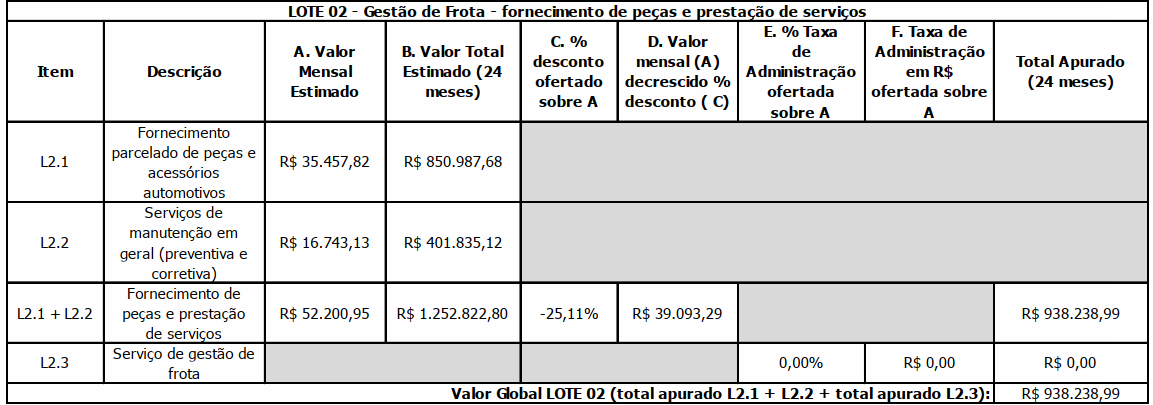 LOTE 02 - Gestão de Frota - fornecimento de peças e prestação de serviços
Item
Descrição
A. Valor
Mensal
Estimado
B. Valor Total
Estimado (24
meses)
C. %
desconto
ofertado
sobre A
D. Valor
mensal (A)
decrescido %
desconto ( C)
E. % Taxa
de
Administração
ofertada
sobre A
F. Taxa de
Administração
em R$
ofertada sobre
A
Total Apurado
(24 meses)
L2.1
Fornecimento
parcelado de peças e
acessórios
automotivos
R$ 35.457,82
R$ 850.987,68
L2.2
Serviços de
manutenção em
geral (preventiva e
corretiva)
R$ 16.743,13
R$ 401.835,12
L2.1 + L2.2
Fornecimento de
peças e prestação
de serviços
R$ 52.200,95
R$ 1.252.822,80
-25,11%
R$ 39.093,29
R$ 938.238,99
L2.3
Serviço de gestão de
frota
0,00%
R$ 0,00
R$ 0,00
Valor Global LOTE 02 (total apurado L2.1 + L2.2 + total apurado L2.3):
R$ 938.238,99